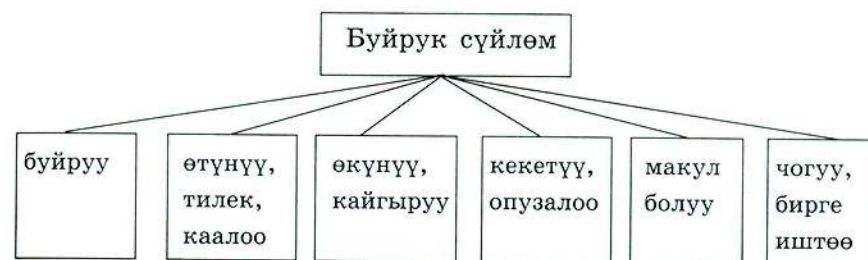 Буйрук сүйлөм
буйруу
өтүнүү,
тилек,
каалоо
өкүнүү,
кайгыруу
кекетүү,
опузалоо
макул
болуу
чогуу,
бирге
иштөө